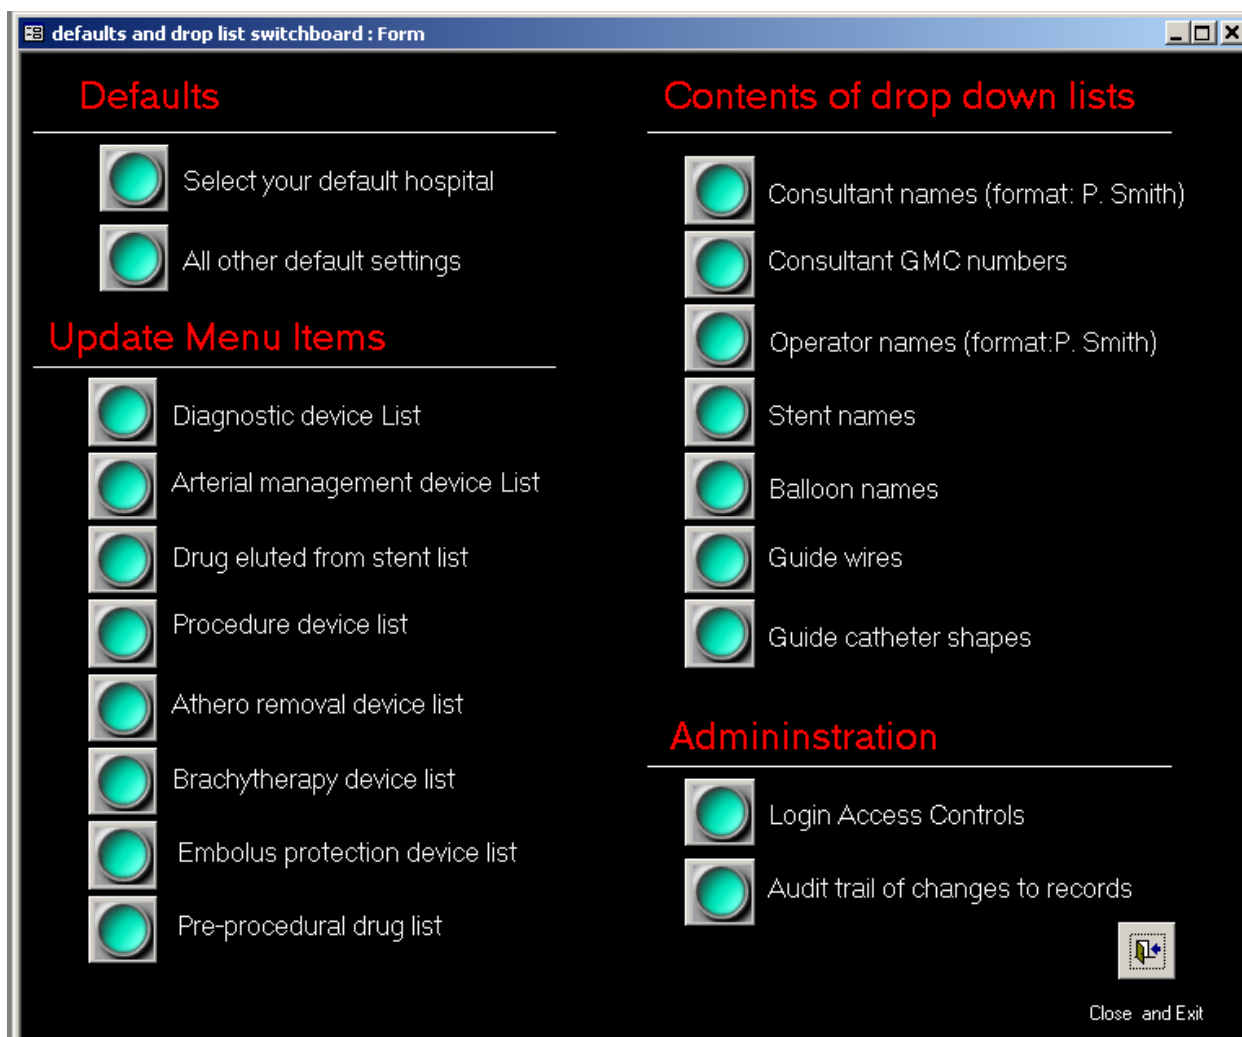 defaults and drop list switchboard : Form
Defaults
Select your default hospital
All other default settings
Update Menu Items
Diagnostic device List
Arterial management device List
Drug eluted from stent list
Procedure device list
Athero removal device list
Brachytherapy device list
Embolus protection device list
Pre-procedural drug list
Contents of drop down lists
Consultant names (format: P. Smith)
Consultant GMC numbers
Operator names (format:P. Smith)
Stent names
Balloon names
Guide wires
Guide catheter shapes
Admininstration
Login Access Controls
Audit trail of changes to records
Close and Exit